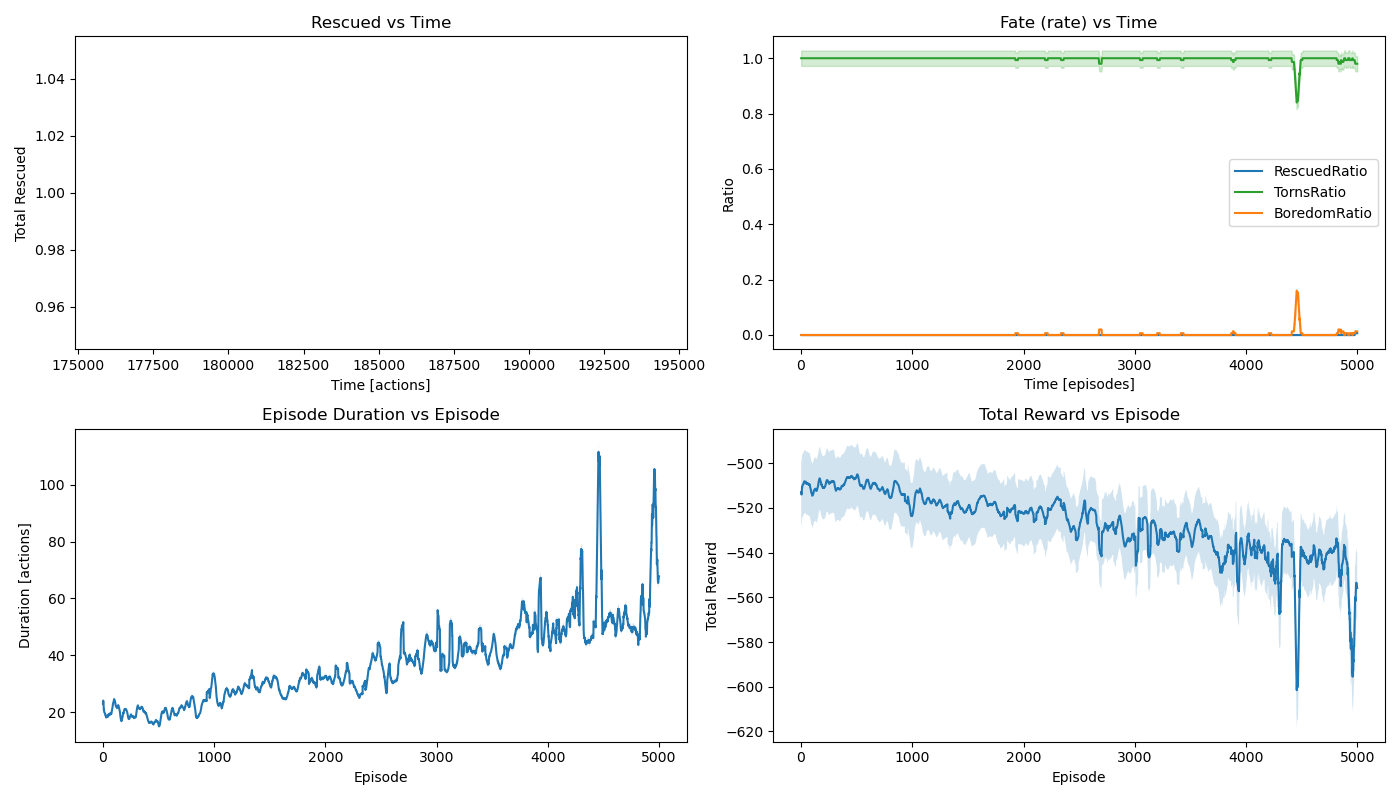 Rescued vs Time
Total Rescued
1.04
1.02
1.00
0.98
0.96
175000 177500 180000 182500 185000 187500 190000 192500 195000
Time [actions]
Fate (rate) vs Time
Ratio
1.0
0.8
0.6
0.4
0.2
0.0
RescuedRatio
TornsRatio
BoredomRatio
0 1000 2000 3000 4000 5000
Time [episodes]
Episode Duration vs Episode
Duration [actions]
100
80
60
40
20
0 1000 2000 3000 4000 5000
Episode
Total Reward vs Episode
Total Reward
−500
−520
−540
−560
−580
−600
−620
0 1000 2000 3000 4000 5000
Episode